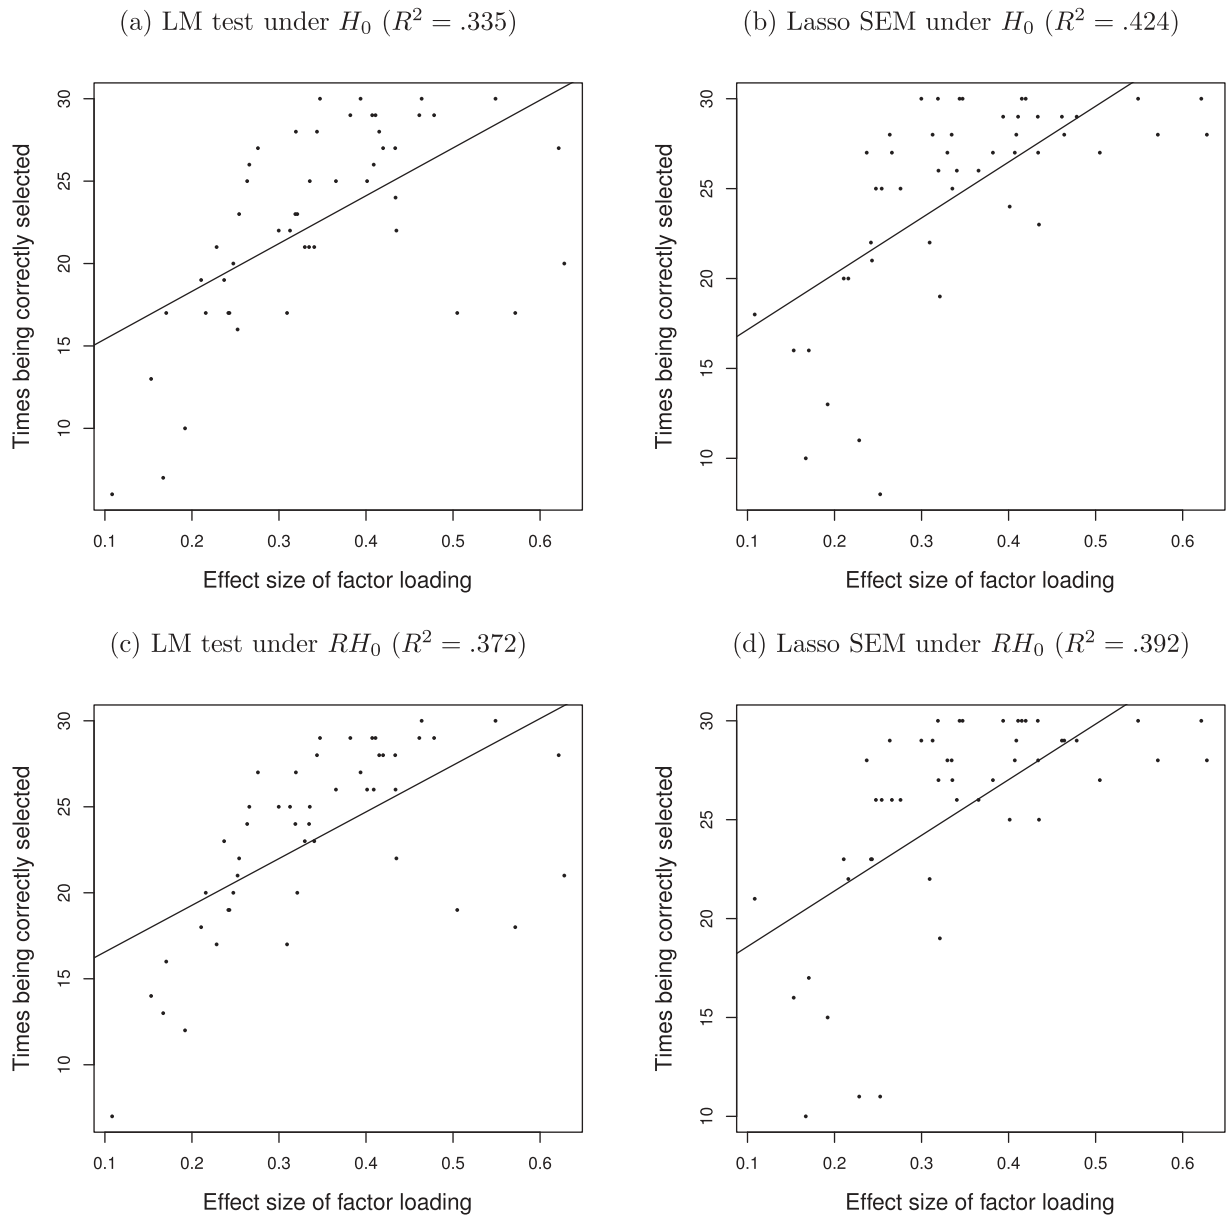 (a) LM test under H₀ (R² = .335)
Times being correctly selected
30
25
20
15
10
0.1 0.2 0.3 0.4 0.5 0.6
Effect size of factor loading
(b) Lasso SEM under H₀ (R² = .424)
Times being correctly selected
30
25
20
15
10
0.1 0.2 0.3 0.4 0.5 0.6
Effect size of factor loading
(c) LM test under RH₀ (R² = .372)
Times being correctly selected
30
25
20
15
10
0.1 0.2 0.3 0.4 0.5 0.6
Effect size of factor loading
(d) Lasso SEM under RH₀ (R² = .392)
Times being correctly selected
30
25
20
15
10
0.1 0.2 0.3 0.4 0.5 0.6
Effect size of factor loading